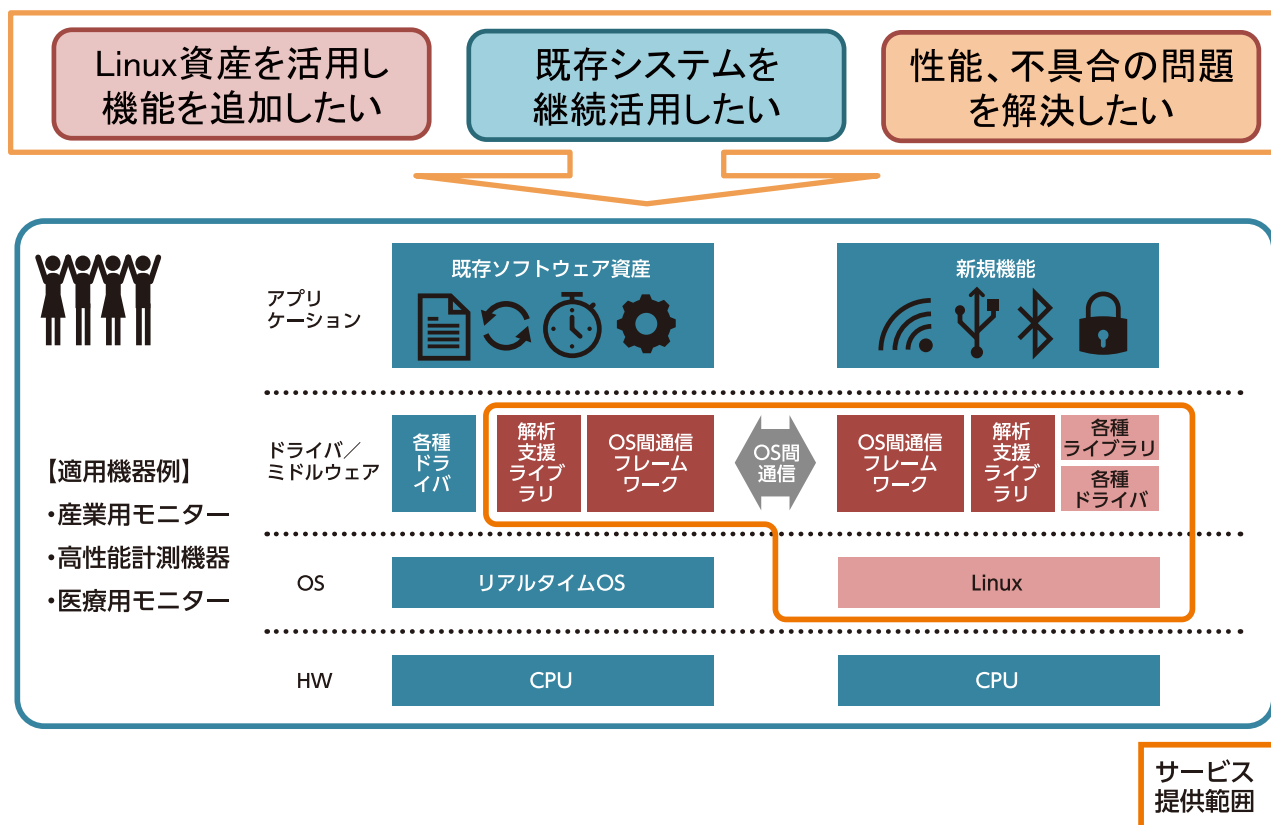 Linux資産を活用し
機能を追加したい
既存システムを
継続活用したい
性能、不具合の問題
を解決したい
アプリ
ケーション
既存ソフトウェア資産
新規機能
【適用機器例】
・産業用モニター
・高性能計測機器
・医療用モニター
ドライバ／
ミドルウェア
各種
ドラ
イバ
解析
支援
ライブ
ラリ
OS間通信
フレーム
ワーク
OS間
通信
OS間通信
フレーム
ワーク
解析
支援
ライブ
ラリ
各種
ライブラリ
各種
ドライバ
OS
リアルタイムOS
Linux
HW
CPU
CPU
サービス
提供範囲